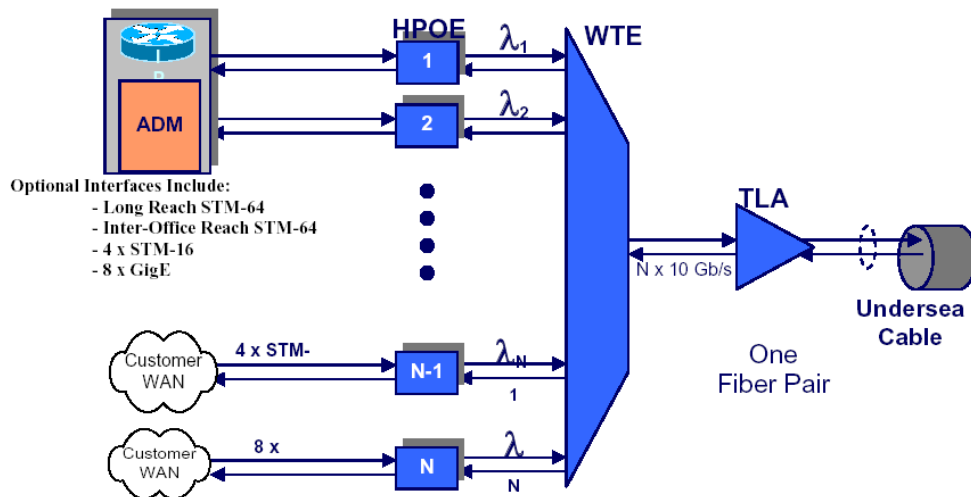 HPOE
λ1
WTE
1
ADM
2
λ2
Optional Interfaces Include:
- Long Reach STM-64
- Inter-Office Reach STM-64
- 4 x STM-16
- 8 x GigE
TLA
N x 10 Gb/s
Undersea
Cable
One
Fiber Pair
Customer
WAN
4 x STM-
N-1
λN
1
Customer
WAN
8 x
N
λ
N